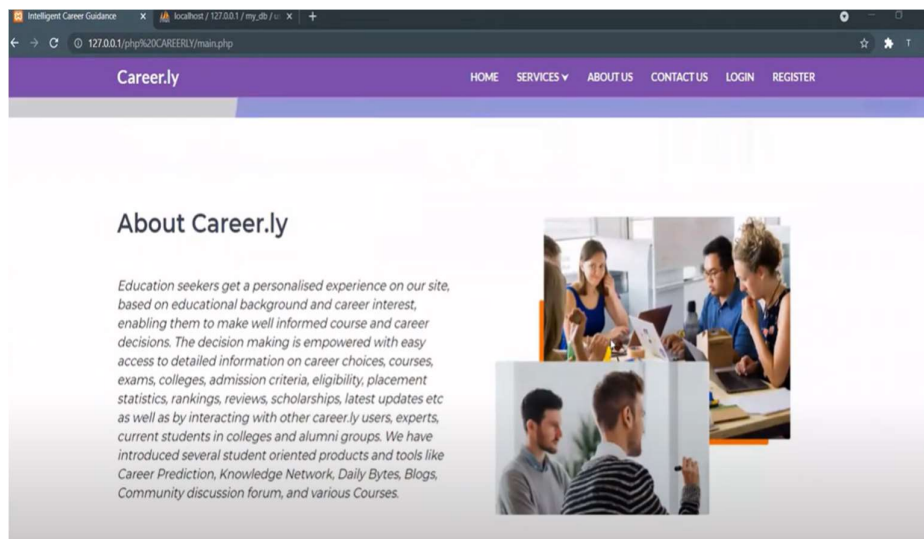 Intelligent Career Guidance
localhost / 127.0.0.1 / my_db / u
127.0.0.1/php%20CAREERLY/main.php
T
Career.ly
HOME SERVICES ABOUT US CONTACT US LOGIN REGISTER
About Career.ly
Education seekers get a personalised experience on our site,
based on educational background and career interest,
enabling them to make well informed course and career
decisions. The decision making is empowered with easy
access to detailed information on career choices, courses,
exams, colleges, admission criteria, eligibility, placement
statistics, rankings, reviews, scholarships, latest updates etc
as well as by interacting with other career.ly users, experts,
current students in colleges and alumni groups. We have
introduced several student oriented products and tools like
Career Prediction, Knowledge Network, Daily Bytes, Blogs,
Community discussion forum, and various Courses.